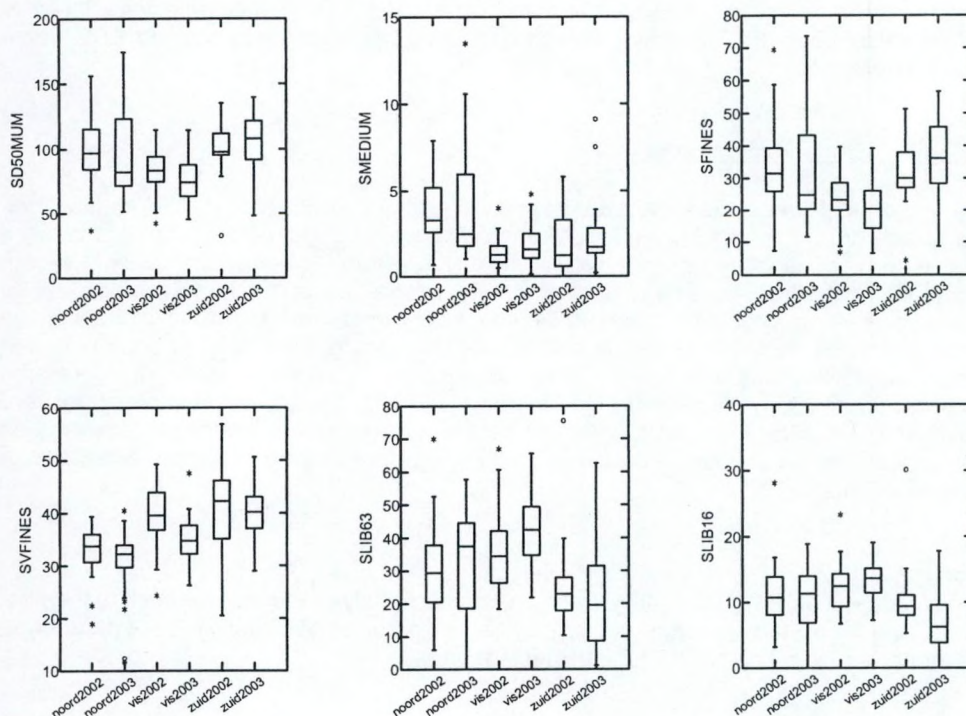 SD50MUM
200
150
100
50
0
noord2002
noord2003
vis2002
vis2003
zuid2002
zuid2003
SMEDIUM
15
10
5
0
noord2002
noord2003
vis2002
vis2003
zuid2002
zuid2003
SFINES
80
70
60
50
40
30
20
10
0
noord2002
noord2003
vis2002
vis2003
zuid2002
zuid2003
SVFINES
60
50
40
30
20
10
noord2002
noord2003
vis2002
vis2003
zuid2002
zuid2003
SLIB63
80
70
60
50
40
30
20
10
0
noord2002
noord2003
vis2002
vis2003
zuid2002
zuid2003
SLIB16
40
30
20
10
0
noord2002
noord2003
vis2002
vis2003
zuid2002
zuid2003